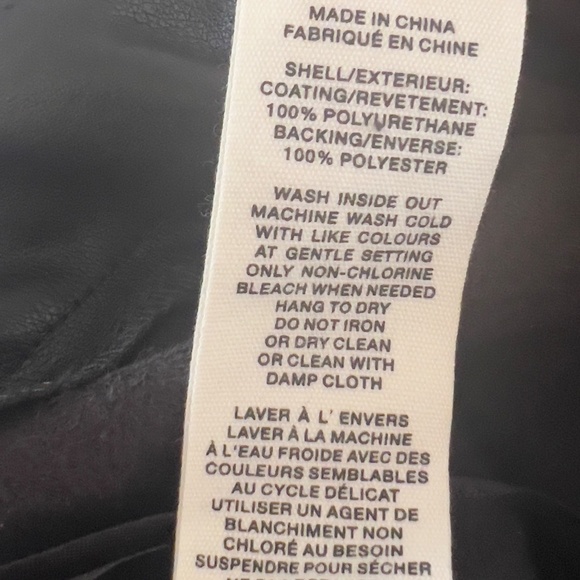 MADE IN CHINA
FABRIQUÉ EN CHINE
SHELL/EXTERIEUR:
COATING/REVETEMENT:
100% POLYURETHANE
BACKING/ENVERSE:
100% POLYESTER
WASH INSIDE OUT
MACHINE WASH COLD
WITH LIKE COLOURS
AT GENTLE SETTING
ONLY NON-CHLORINE
BLEACH WHEN NEEDED
HANG TO DRY
DO NOT IRON
OR DRY CLEAN
OR CLEAN WITH
DAMP CLOTH
LAVER À L' ENVERS
LAVER À LA MACHINE
À L'EAU FROIDE AVEC DES
COULEURS SEMBLABLES
AU CYCLE DÉLICAT
UTILISER UN AGENT DE
BLANCHIMENT NON
CHLORÉ AU BESOIN
SUSPENDRE POUR SÉCHER